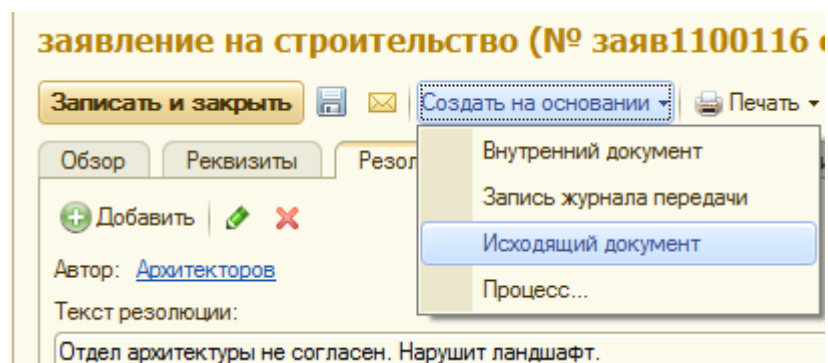 заявление на строительство (№ заяв1100116
Записать и закрыть Создать на основании Печать
Обзор Реквизиты Резол
Внутренний документ
Запись журнала передачи
Исходящий документ
Процесс...
Добавить
Автор: Архитекторов
Текст резолюции:
Отдел архитектуры не согласен. Нарушит ландшафт.